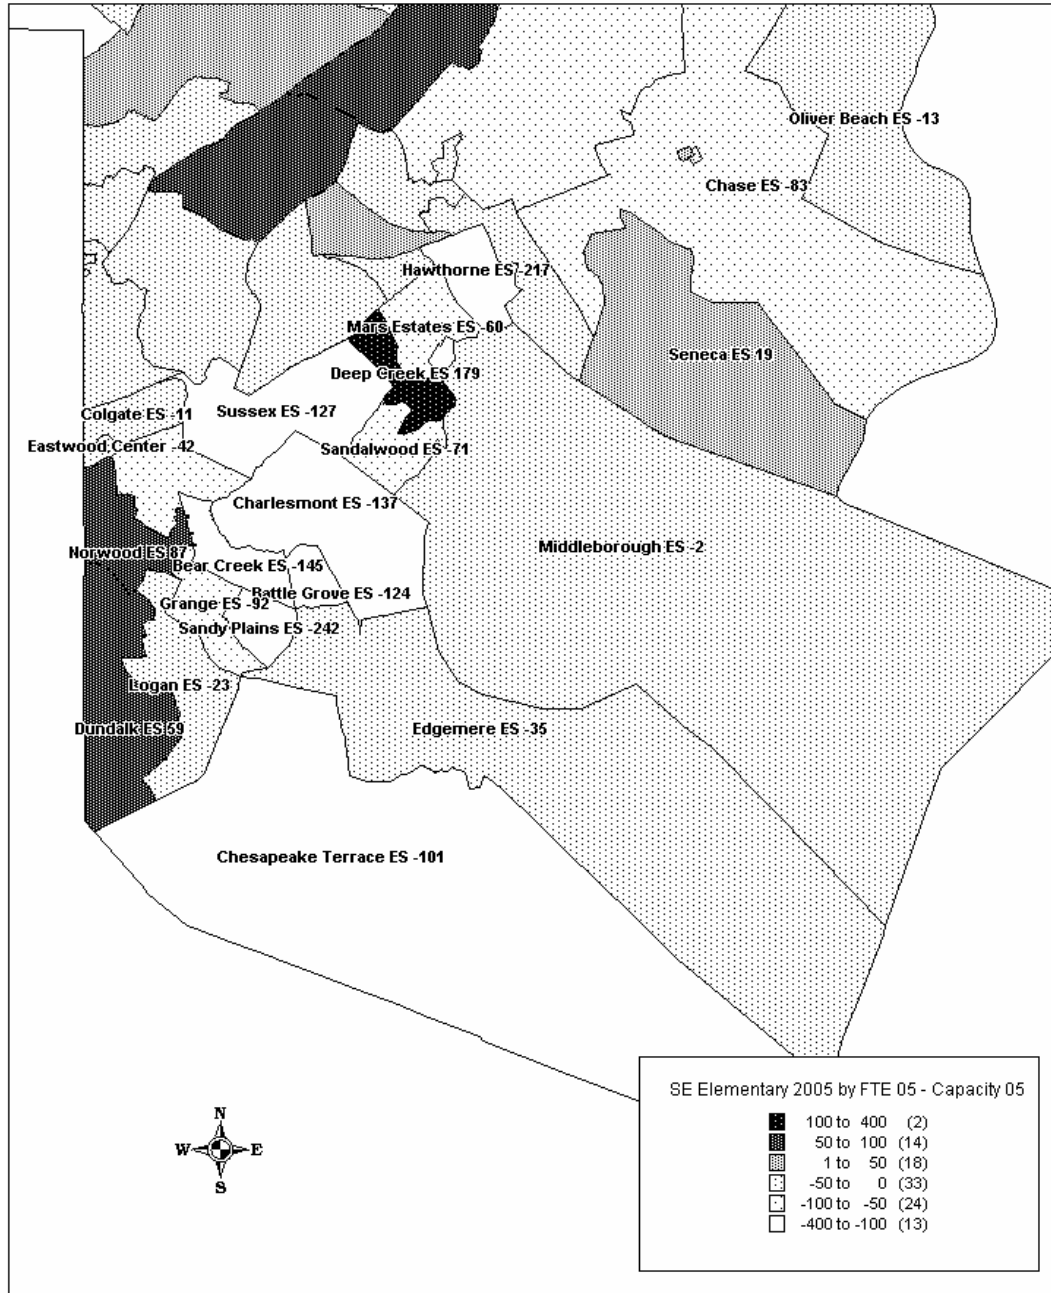 Oliver Beach ES -13
Chase ES -83
Hawthorne ES -217
Mars Estates ES -60
Seneca ES 19
Deep Creek ES 179
Colgate ES -11
Sussex ES -127
Eastwood Center -42
Sandalwood ES -71
Charlesmont ES -137
Middleborough ES -2
Norwood ES 87
Bear Creek ES -145
Battle Grove ES -124
Grange ES -92
Sandy Plains ES -242
Logan ES -23
Dundalk ES 59
Edgemere ES -35
Chesapeake Terrace ES -101
SE Elementary 2005 by FTE 05 - Capacity 05
100 to 400 (2)
50 to 100 (14)
1 to 50 (18)
-50 to 0 (33)
-100 to -50 (24)
-400 to -100 (13)
N
W E
S